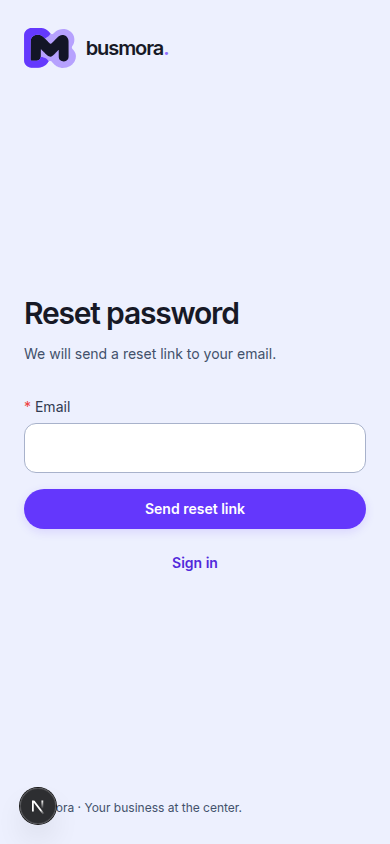 busmora.
Reset password
We will send a reset link to your email.
* Email
Send reset link
Sign in
ora · Your business at the center.